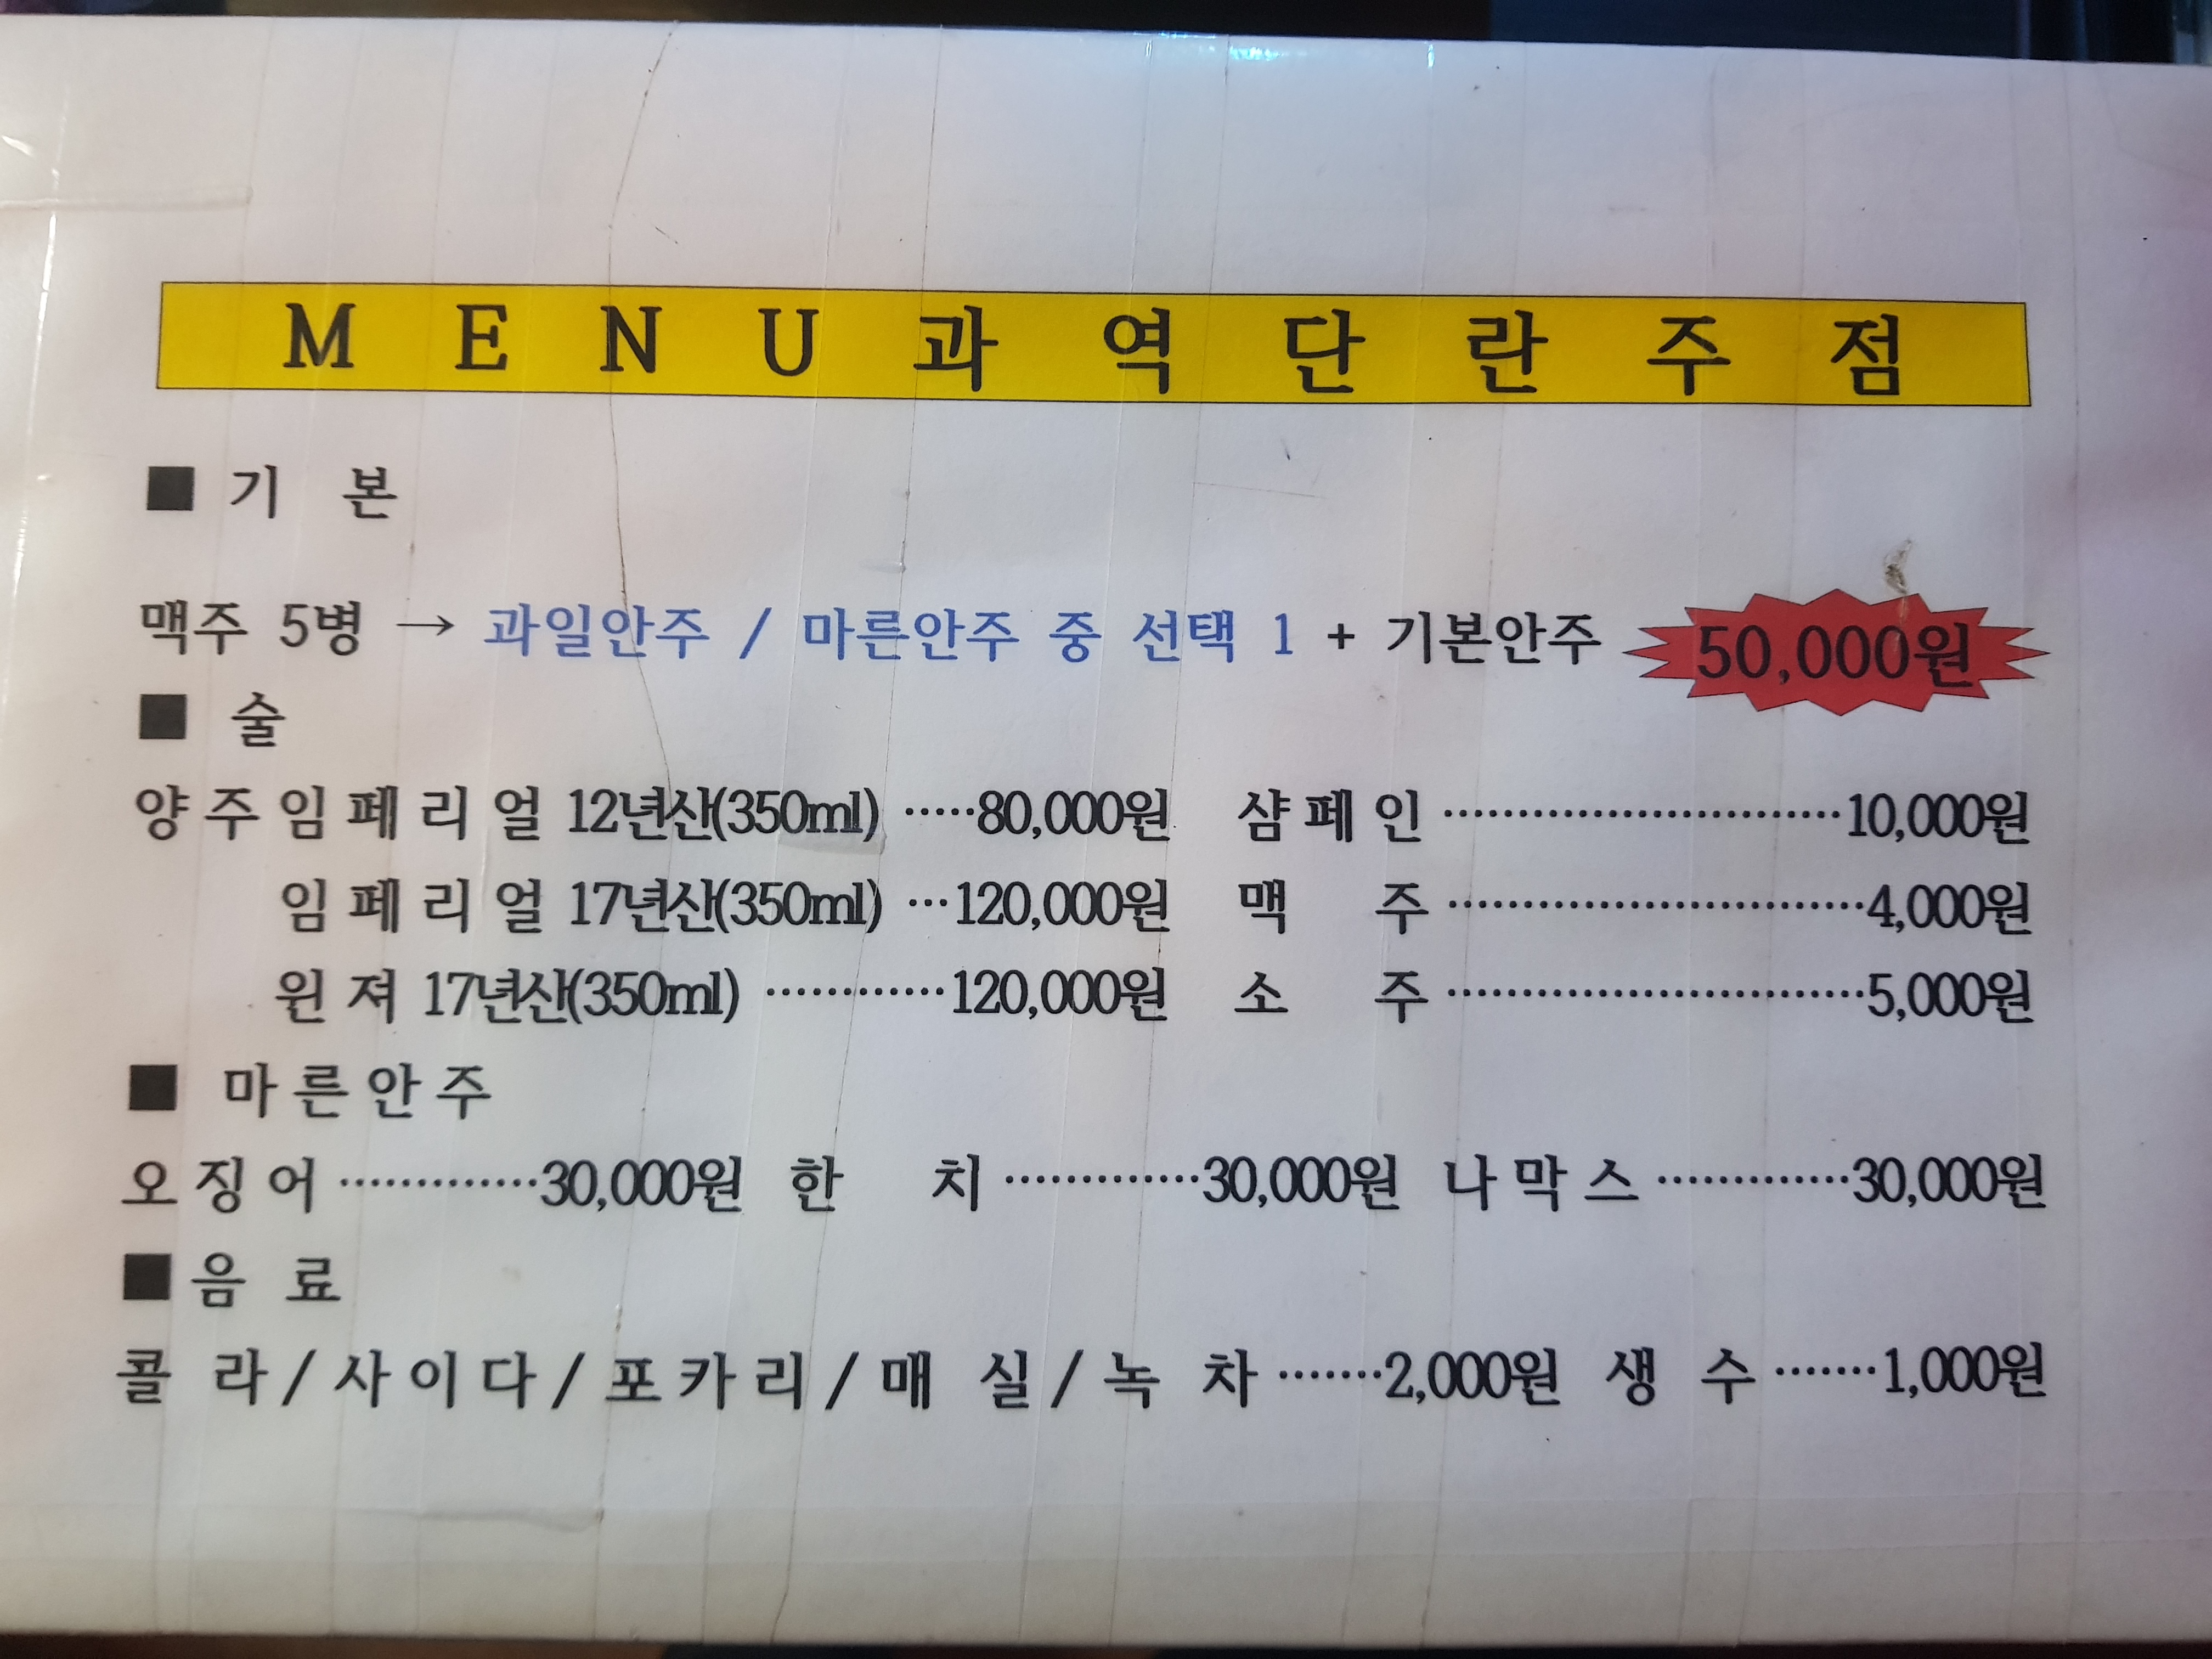 MENU과역단란주점
■ 기 본
맥주 5병 → 과일안주 / 마른안주 중 선택 1 + 기본안주 50,000원
■ 술
양주임페리얼 12년산(350ml) ·····80,000원 샴페인 ··························10,000원
임페리얼 17년산(350ml) ···120,000원 맥 주 ····························4,000원
윈져 17년산(350ml) ············120,000원 소 주 ····························5,000원
■ 마른안주
오징어 ·············30,000원 한 치 ·············30,000원 나막스 ·············30,000원
■ 음 료
콜 라/사이다/포카리/매 실/녹 차 ·······2,000원 생 수 ·······1,000원